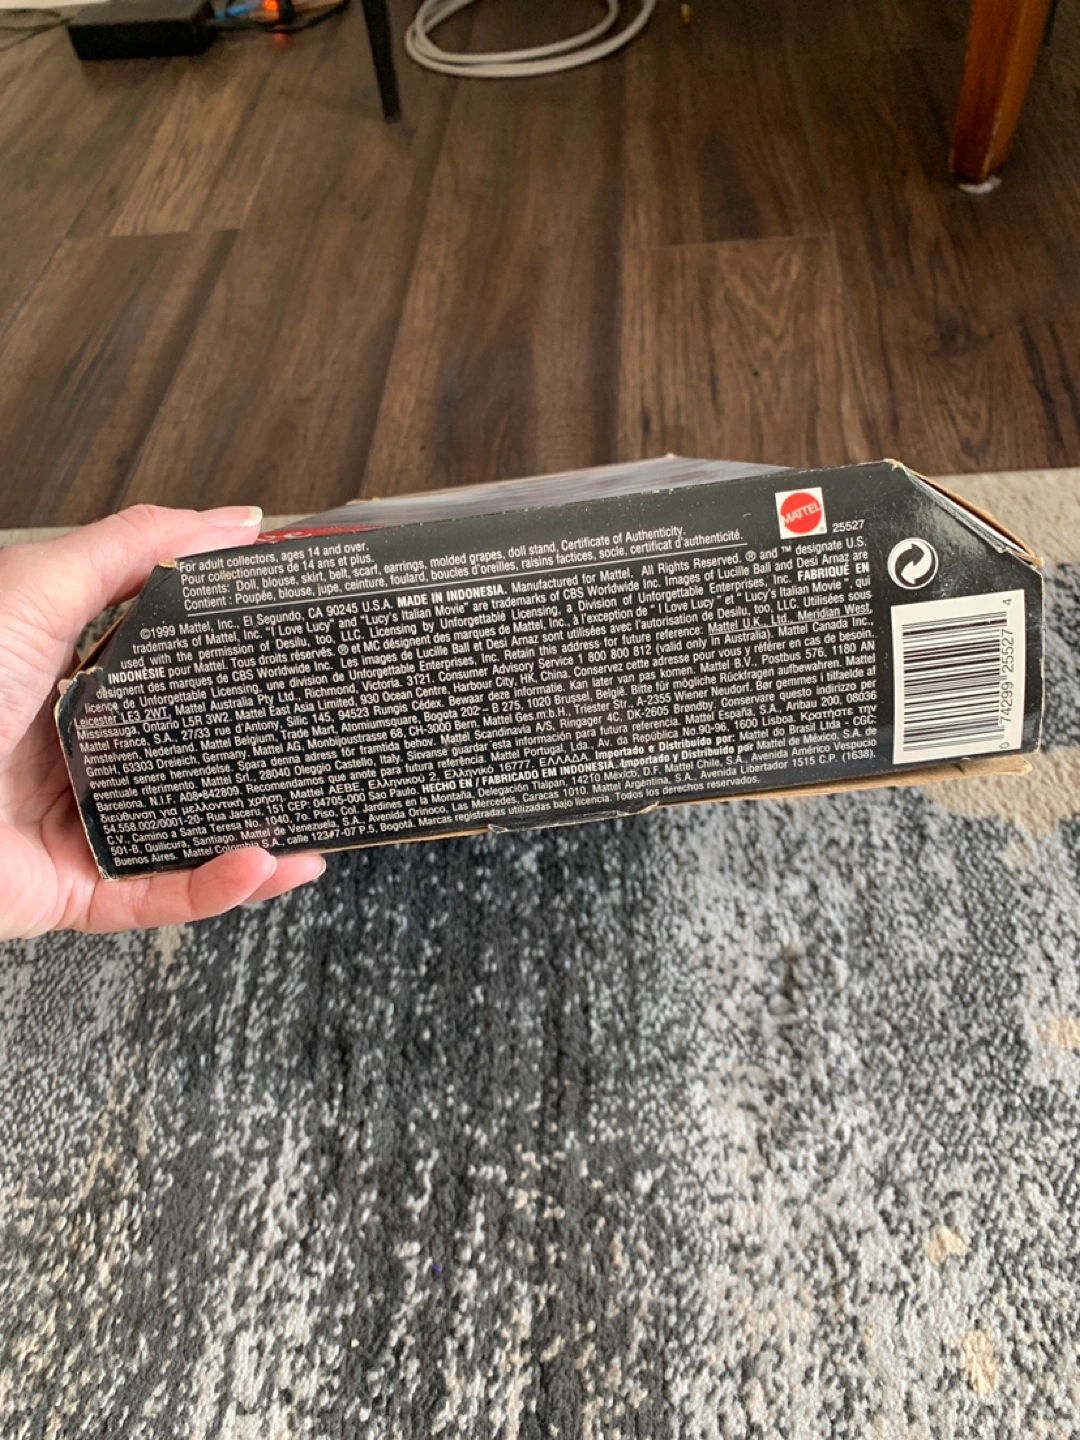 MATTEL
25527
For adult collectors, ages 14 and over.
Pour collectionneurs de 14 ans et plus.
Contents: Doll, blouse, skirt, belt, scarf, earrings, molded grapes, doll stand, Certificate of Authenticity.
Contient : Poupée, blouse, jupe, ceinture, foulard, boucles d'oreilles, raisins factices, socle, certificat d'authenticité.
©1999 Mattel, Inc., El Segundo, CA 90245 U.S.A. MADE IN INDONESIA. Manufactured for Mattel. All Rights Reserved. ® and ™ designate U.S.
trademarks of Mattel, Inc. "I Love Lucy" and "Lucy's Italian Movie" are trademarks of CBS Worldwide Inc. Images of Lucille Ball and Desi Arnaz are
used with the permission of Desilu, too, LLC. Licensing by Unforgettable Licensing, a Division of Unforgettable Enterprises, Inc. FABRIQUÉ EN
INDONÉSIE pour Mattel. Tous droits réservés. ® et MC désignent des marques de Mattel, Inc., à l'exception de "I Love Lucy" et "Lucy's Italian Movie", qui
désignent des marques de CBS Worldwide Inc. Les images de Lucille Ball et Desi Arnaz sont utilisées avec l'autorisation de Desilu, too, LLC. Utilisées sous
licence de Unforgettable Licensing, une division de Unforgettable Enterprises, Inc. Retain this address for future reference: Mattel U.K. Ltd., Meridian West,
Leicester LE3 2WT. Mattel Australia Pty Ltd., Richmond, Victoria. 3121. Consumer Advisory Service 1 800 800 812 (valid only in Australia). Mattel Canada Inc.,
Mississauga, Ontario L5R 3W2. Mattel East Asia Limited, 930 Ocean Centre, Harbour City, HK, China. Conservez cette adresse pour vous y référer en cas de besoin.
Mattel France, S.A., 27/33 rue d'Antony, Silic 145, 94523 Rungis Cédex. Bewaar deze informatie. Kan later van pas komen. Mattel B.V., Postbus 576, 1180 AN
Amstelveen, Nederland. Mattel Belgium, Trade Mart, Atomiumsquare, Bogota 202 – B 275, 1020 Brussel, België. Bitte für mögliche Rückfragen aufbewahren. Mattel
GmbH, 63303 Dreieich, Germany. Mattel AG, Monbijoustrasse 68, CH-3000 Bern. Mattel Ges.m.b.H., Triester Str., A-2355 Wiener Neudorf. Bør gemmes i tilfælde af
eventuelle senere henvendelse. Spara denna adress för framtida behov. Mattel Scandinavia A/S, Ringager 4C, DK-2605 Brøndby. Conservare questo indirizzo per
eventuale riferimento. Mattel Srl., 28040 Oleggio Castello, Italy. Sírvanse guardar esta información para futura referencia. Mattel España, S.A., Aribau 200, 08036
Barcelona. N.I.F. A08-842809. Recomendamos que anote para futura referência. Mattel Portugal, Lda., Av. da República No.90-96, 1600 Lisboa. Κρατήστε την
διεύθυνση για μελλοντική χρήση. Mattel ΑΕΒΕ, Ελληνικού 2, Ελληνικό 16777, ΕΛΛΑΔΑ. Importado e Distribuido por: Mattel do Brasil Ltda - CGC:
54.558.002/0001-20- Rua Jaceru, 151 CEP: 04705-000 Sao Paulo. HECHO EN / FABRICADO EM INDONESIA. Importado y Distribuido por Mattel de México, S.A. de
C.V., Camino a Santa Teresa No. 1040, 7o. Piso, Col. Jardines en la Montaña, Delegación Tlalpan, 14210 México, D.F. Mattel Chile, S.A., Avenida Américo Vespucio
501-B, Quilicura, Santiago. Mattel de Venezuela, S.A., Avenida Orinoco, Las Mercedes, Caracas 1010. Mattel Argentina, S.A., Avenida Libertador 1515 C.P. (1638),
Buenos Aires. Mattel Colombia S.A., calle 123#7-07 P.5, Bogotá. Marcas registradas utilizadas bajo licencia. Todos los derechos reservados.
0 74299 25527 4